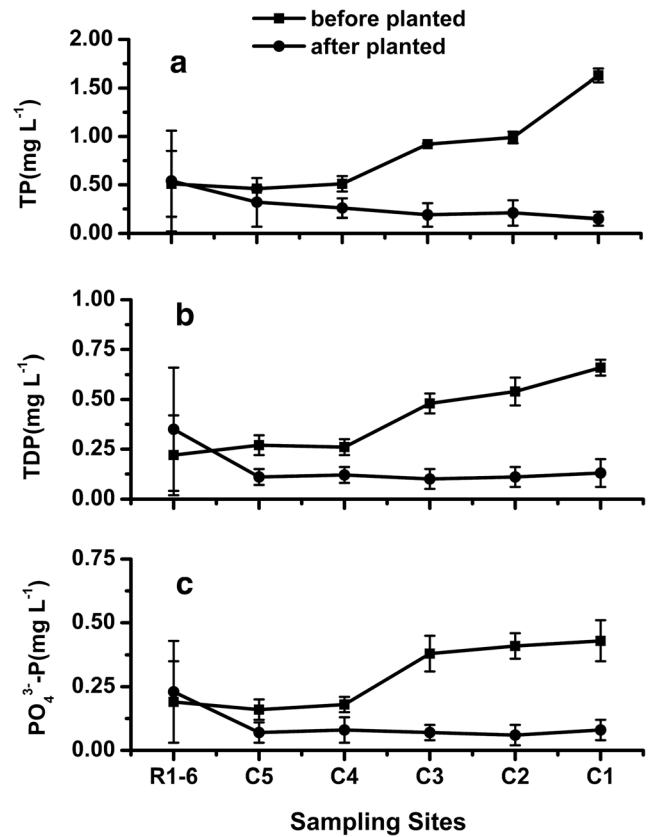 before planted
after planted
a
2.00
1.50
1.00
0.50
0.00
TP(mg L⁻¹)
b
1.00
0.75
0.50
0.25
0.00
TDP(mg L⁻¹)
c
0.75
0.50
0.25
0.00
PO₄³⁻-P(mg L⁻¹)
R1-6 C5 C4 C3 C2 C1
Sampling Sites